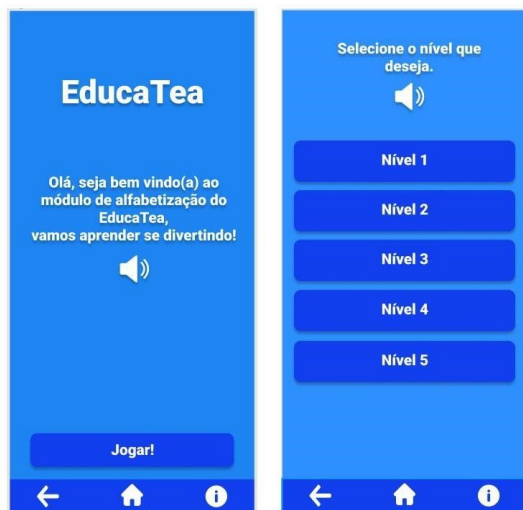 EducaTea
Olá, seja bem vindo(a) ao
módulo de alfabetização do
EducaTea,
vamos aprender se divertindo!
Jogar!
Selecione o nível que
deseja.
Nível 1
Nível 2
Nível 3
Nível 4
Nível 5